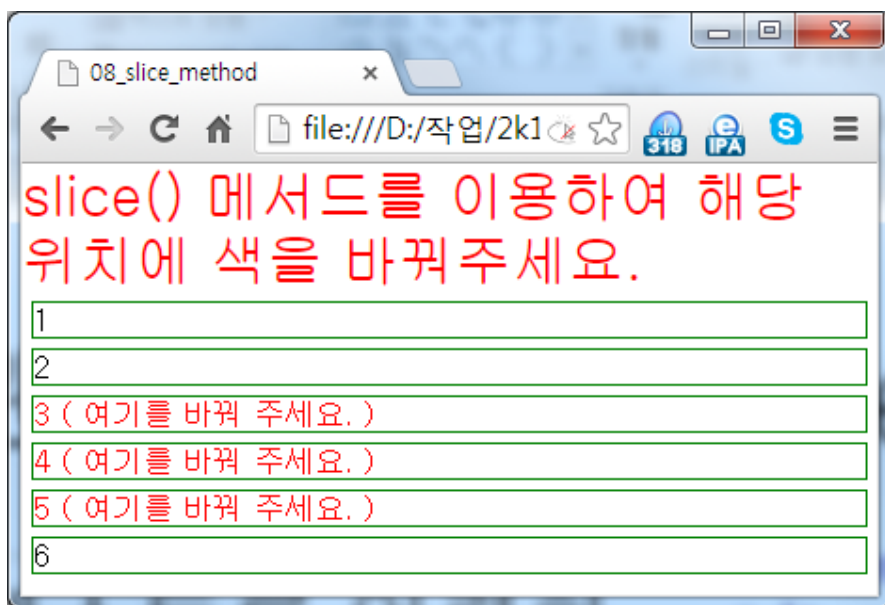 08_slice_method
file:///D:/작업/2k1
318
IPA
slice() 메서드를 이용하여 해당
위치에 색을 바꿔주세요.
1
2
3 ( 여기를 바꿔 주세요. )
4 ( 여기를 바꿔 주세요. )
5 ( 여기를 바꿔 주세요. )
6